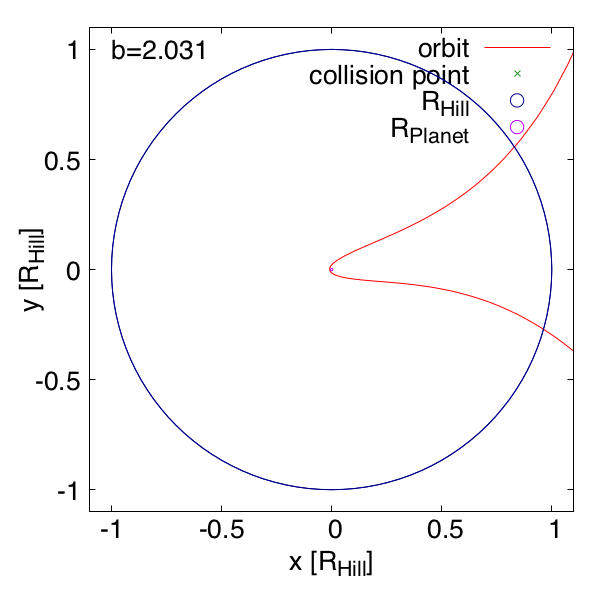 b=2.031
orbit
collision point
R_Hill
R_Planet
1
0.5
0
-0.5
-1
y [R_Hill]
-1
-0.5
0
0.5
1
x [R_Hill]